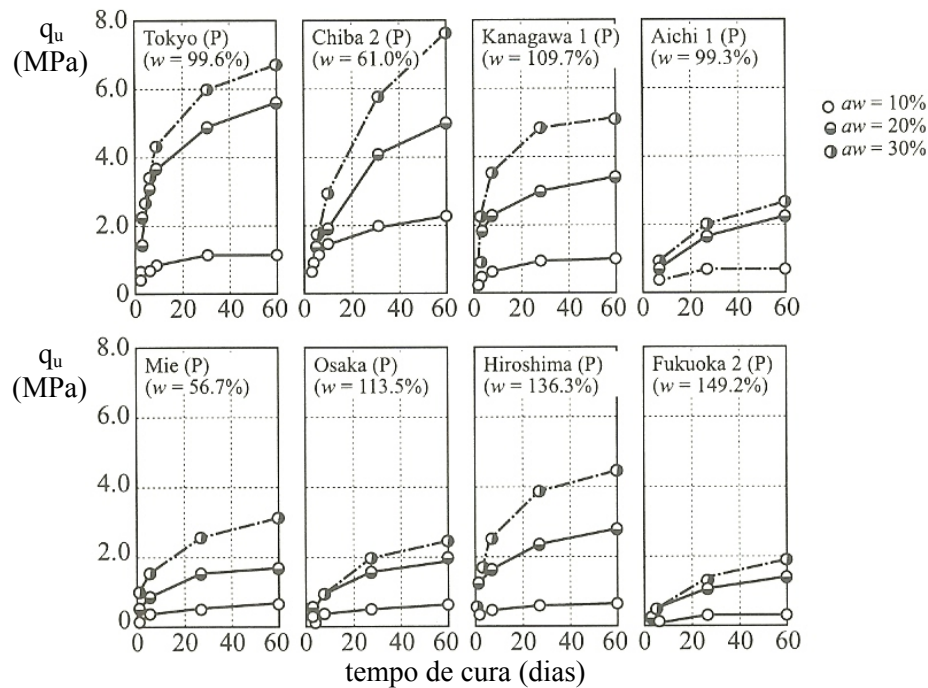 qu
(MPa)
8.0
6.0
4.0
2.0
0
Tokyo (P)
(w = 99.6%)
Chiba 2 (P)
(w = 61.0%)
Kanagawa 1 (P)
(w = 109.7%)
Aichi 1 (P)
(w = 99.3%)
aw = 10%
aw = 20%
aw = 30%
0 20 40 60
0 20 40 60
0 20 40 60
0 20 40 60
qu
(MPa)
8.0
6.0
4.0
2.0
0
Mie (P)
(w = 56.7%)
Osaka (P)
(w = 113.5%)
Hiroshima (P)
(w = 136.3%)
Fukuoka 2 (P)
(w = 149.2%)
0 20 40 60
0 20 40 60
0 20 40 60
0 20 40 60
tempo de cura (dias)